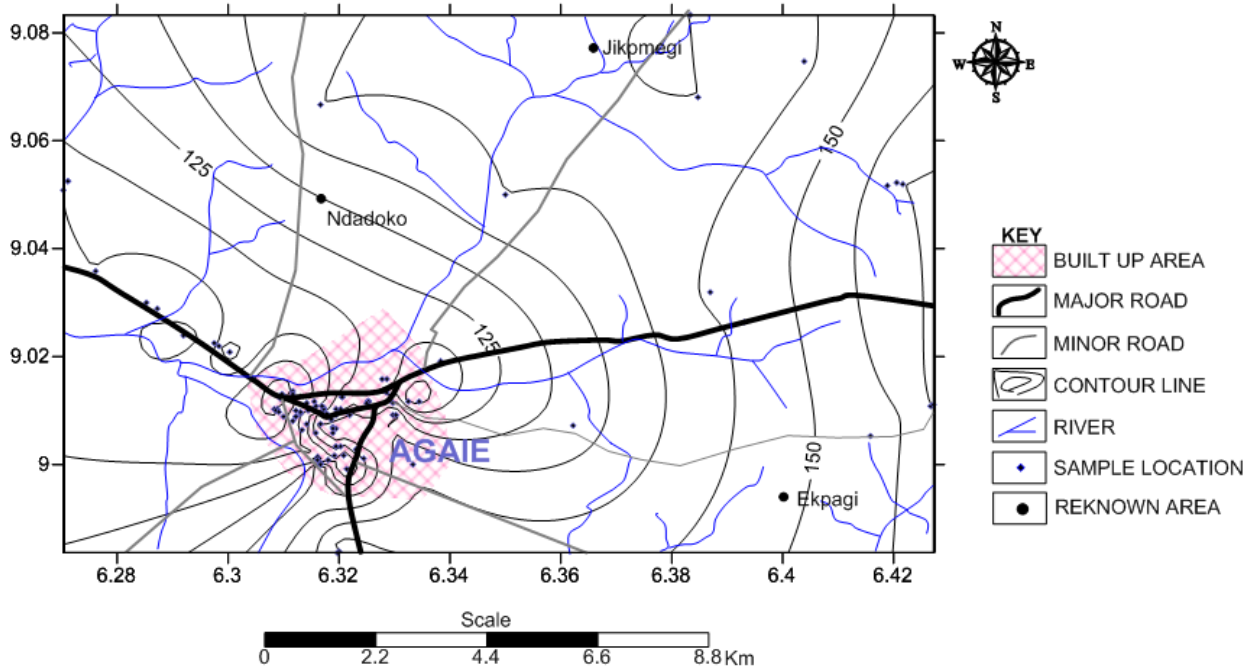 9.08
9.06
9.04
9.02
9
6.28
6.3
6.32
6.34
6.36
6.38
6.4
6.42
Jikpmegi
125
150
Ndadoko
125
AGAIE
150
Ekpagi
N
W E
S
KEY
BUILT UP AREA
MAJOR ROAD
MINOR ROAD
CONTOUR LINE
RIVER
SAMPLE LOCATION
REKNOWN AREA
Scale
0 2.2 4.4 6.6 8.8 Km